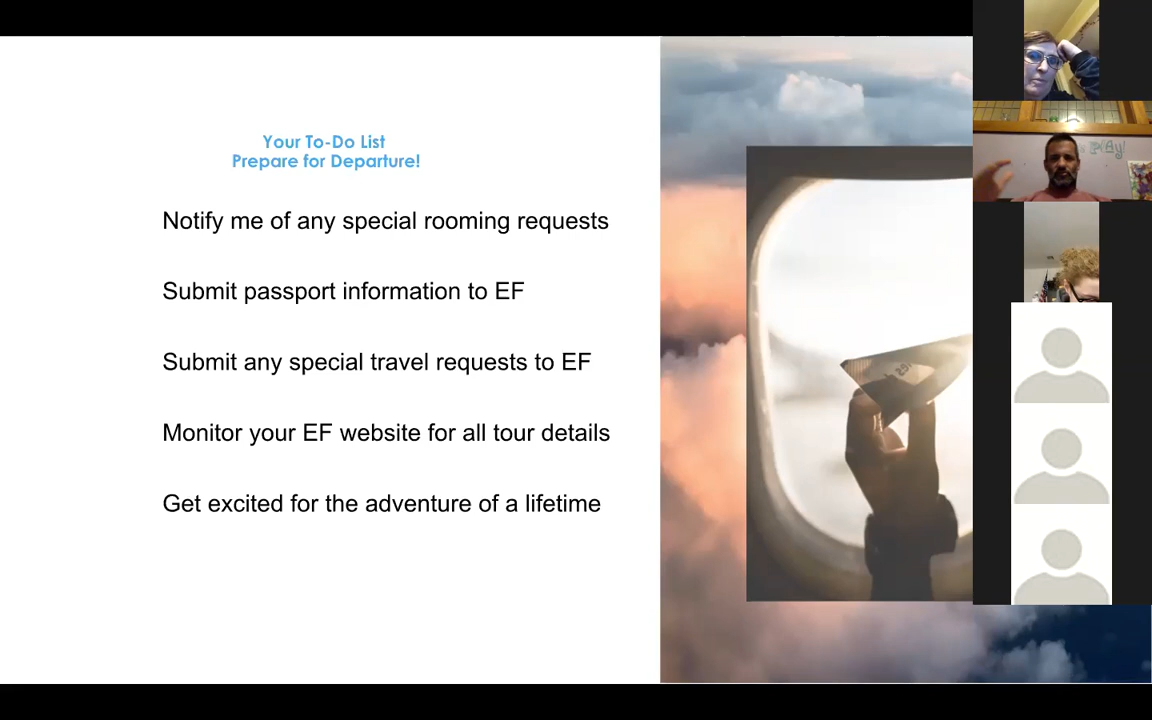 Your To-Do List
Prepare for Departure!
Notify me of any special rooming requests
Submit passport information to EF
Submit any special travel requests to EF
Monitor your EF website for all tour details
Get excited for the adventure of a lifetime
play!